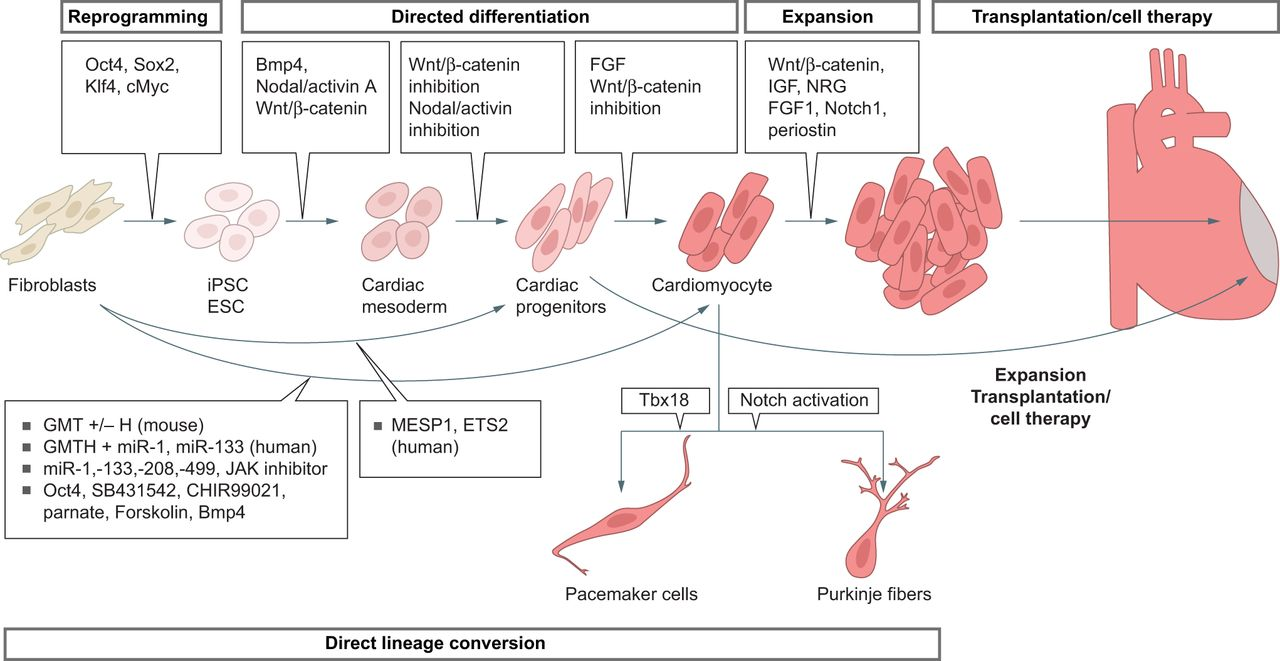 Reprogramming
Directed differentiation
Expansion
Transplantation/cell therapy
Oct4, Sox2,
Klf4, cMyc
Bmp4,
Nodal/activin A
Wnt/β-catenin
Wnt/β-catenin
inhibition
Nodal/activin
inhibition
FGF
Wnt/β-catenin
inhibition
Wnt/β-catenin,
IGF, NRG
FGF1, Notch1,
periostin
Fibroblasts
iPSC
ESC
Cardiac
mesoderm
Cardiac
progenitors
Cardiomyocyte
Expansion
Transplantation/
cell therapy
GMT +/– H (mouse)
GMTH + miR-1, miR-133 (human)
miR-1,-133,-208,-499, JAK inhibitor
Oct4, SB431542, CHIR99021,
parnate, Forskolin, Bmp4
MESP1, ETS2
(human)
Tbx18
Notch activation
Pacemaker cells
Purkinje fibers
Direct lineage conversion